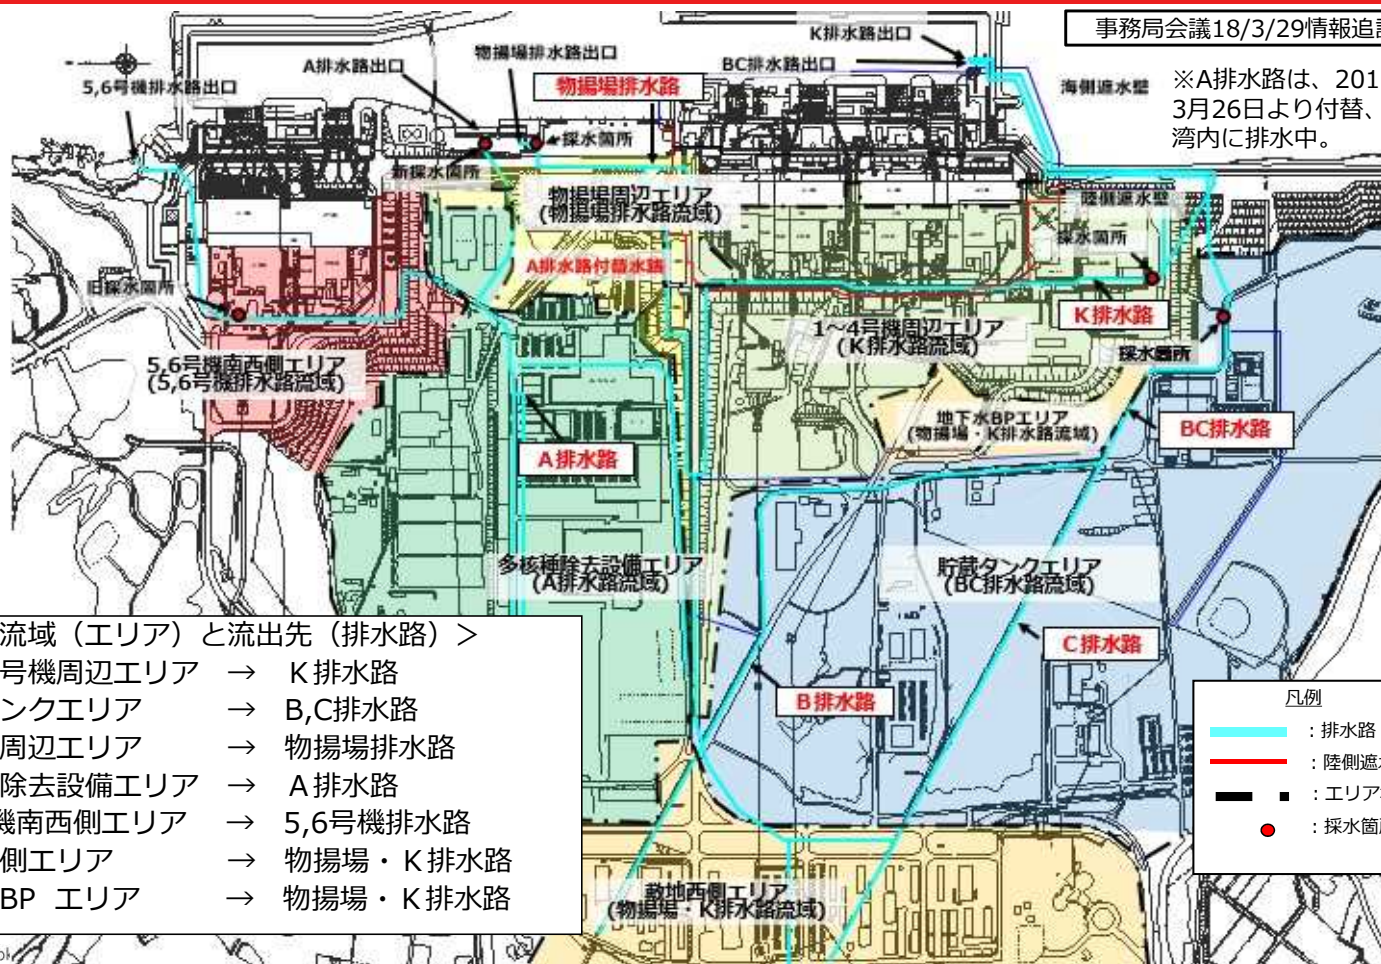 事務局会議18/3/29情報追
※A排水路は、201
3月26日より付替、
湾内に排水中。
K排水路出口
物揚場排水路出口
A排水路出口
BC排水路出口
5,6号機排水路出口
海側遮水壁
物揚場排水路
採水箇所
新採水箇所
物揚場周辺エリア
(物揚場排水路流域)
陸側遮水壁
採水箇所
A排水路付替水路
旧採水箇所
K排水路
1～4号機周辺エリア
(K排水路流域)
採水箇所
5,6号機南西側エリア
(5,6号機排水路流域)
地下水BPエリア
(物揚場・K排水路流域)
BC排水路
A排水路
多核種除去設備エリア
(A排水路流域)
貯蔵タンクエリア
(BC排水路流域)
C排水路
B排水路
流域（エリア）と流出先（排水路）＞
号機周辺エリア → K排水路
ンクエリア → B,C排水路
周辺エリア → 物揚場排水路
除去設備エリア → A排水路
機南西側エリア → 5,6号機排水路
側エリア → 物揚場・K排水路
BP エリア → 物揚場・K排水路
凡例
：排水路
：陸側遮
：エリア
：採水箇
敷地西側エリア
(物揚場・K排水路流域)